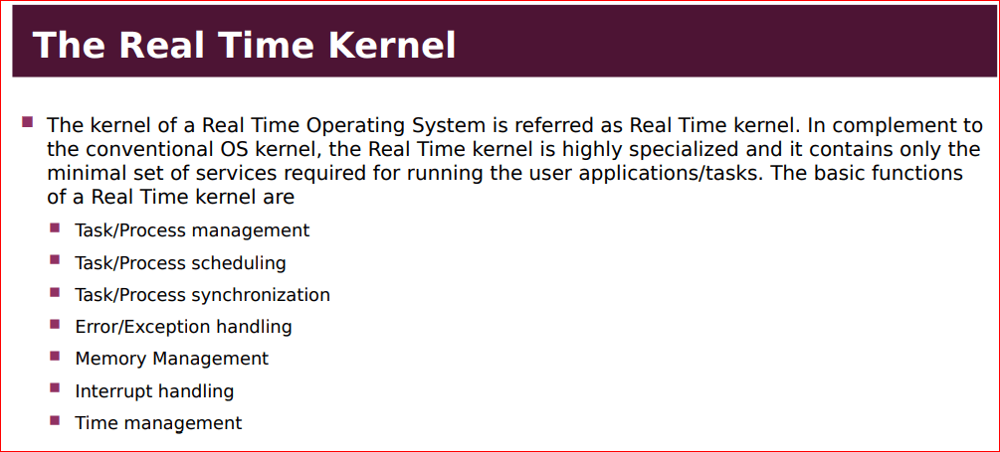 The Real Time Kernel
The kernel of a Real Time Operating System is referred as Real Time kernel. In complement to
the conventional OS kernel, the Real Time kernel is highly specialized and it contains only the
minimal set of services required for running the user applications/tasks. The basic functions
of a Real Time kernel are
Task/Process management
Task/Process scheduling
Task/Process synchronization
Error/Exception handling
Memory Management
Interrupt handling
Time management